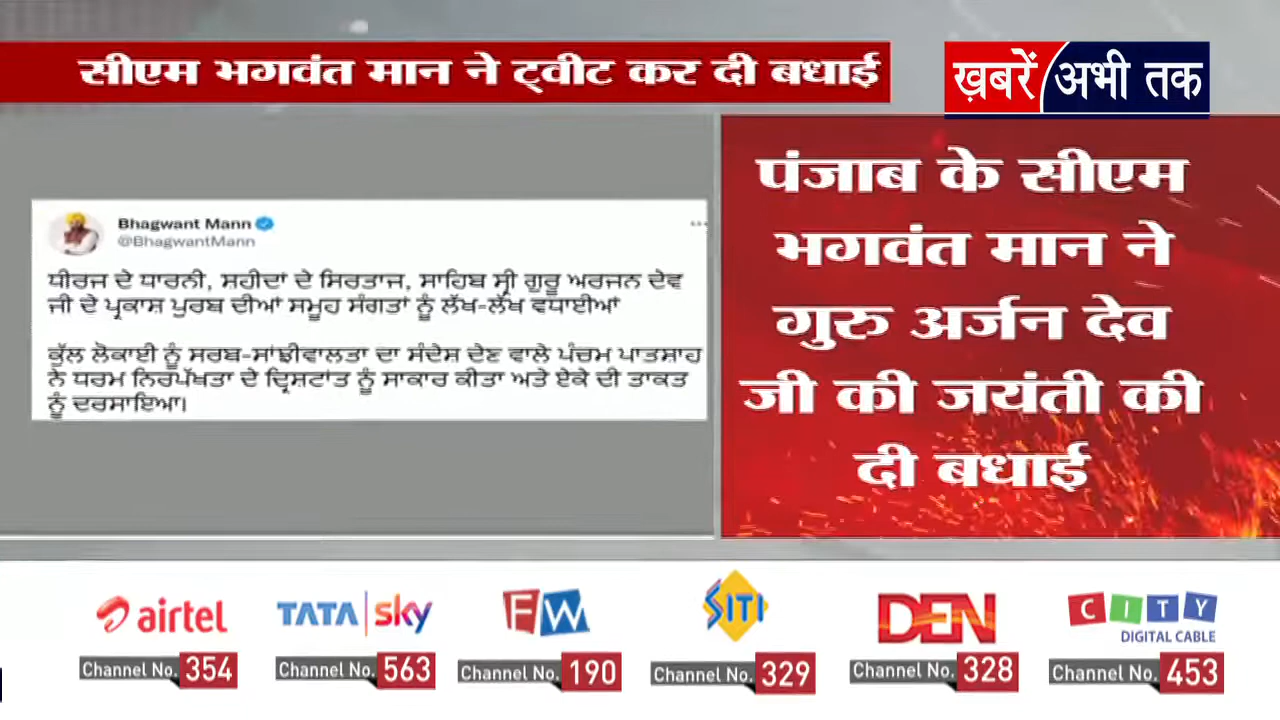 सीएम भगवंत मान ने ट्वीट कर दी बधाई
ख़बरें अभी तक
Bhagwant Mann
@BhagwantMann
ਧੀਰਜ ਦੇ ਧਾਰਨੀ, ਸ਼ਹੀਦਾਂ ਦੇ ਸਿਰਤਾਜ, ਸਾਹਿਬ ਸ੍ਰੀ ਗੁਰੂ ਅਰਜਨ ਦੇਵ
ਜੀ ਦੇ ਪ੍ਰਕਾਸ਼ ਪੁਰਬ ਦੀਆਂ ਸਮੂਹ ਸੰਗਤਾਂ ਨੂੰ ਲੱਖ-ਲੱਖ ਵਧਾਈਆਂ
ਕੁੱਲ ਲੋਕਾਈ ਨੂੰ ਸਰਬ-ਸਾਂਝੀਵਾਲਤਾ ਦਾ ਸੰਦੇਸ਼ ਦੇਣ ਵਾਲੇ ਪੰਚਮ ਪਾਤਸ਼ਾਹ
ਨੇ ਧਰਮ ਨਿਰਪੱਖਤਾ ਦੇ ਦ੍ਰਿਸ਼ਟਾਂਤ ਨੂੰ ਸਾਕਾਰ ਕੀਤਾ ਅਤੇ ਏਕੇ ਦੀ ਤਾਕਤ
ਨੂੰ ਦਰਸਾਇਆ।
पंजाब के सीएम
भगवंत मान ने
गुरु अर्जन देव
जी की जयंती की
दी बधाई
airtel
Channel No. 354
TATA sky
Channel No. 563
FW
Channel No. 190
SITI
Channel No. 329
DEN
Channel No. 328
CITY
DIGITAL CABLE
Channel No. 453